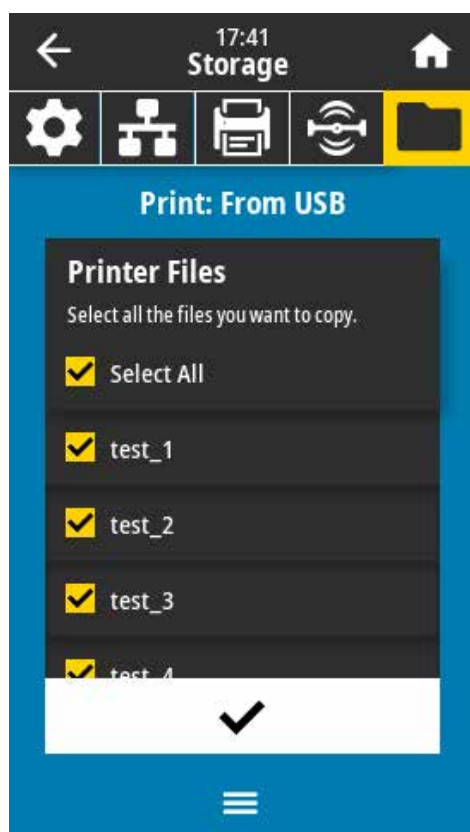 17:41
Storage
Print: From USB
Printer Files
Select all the files you want to copy.
Select All
test_1
test_2
test_3
test_4